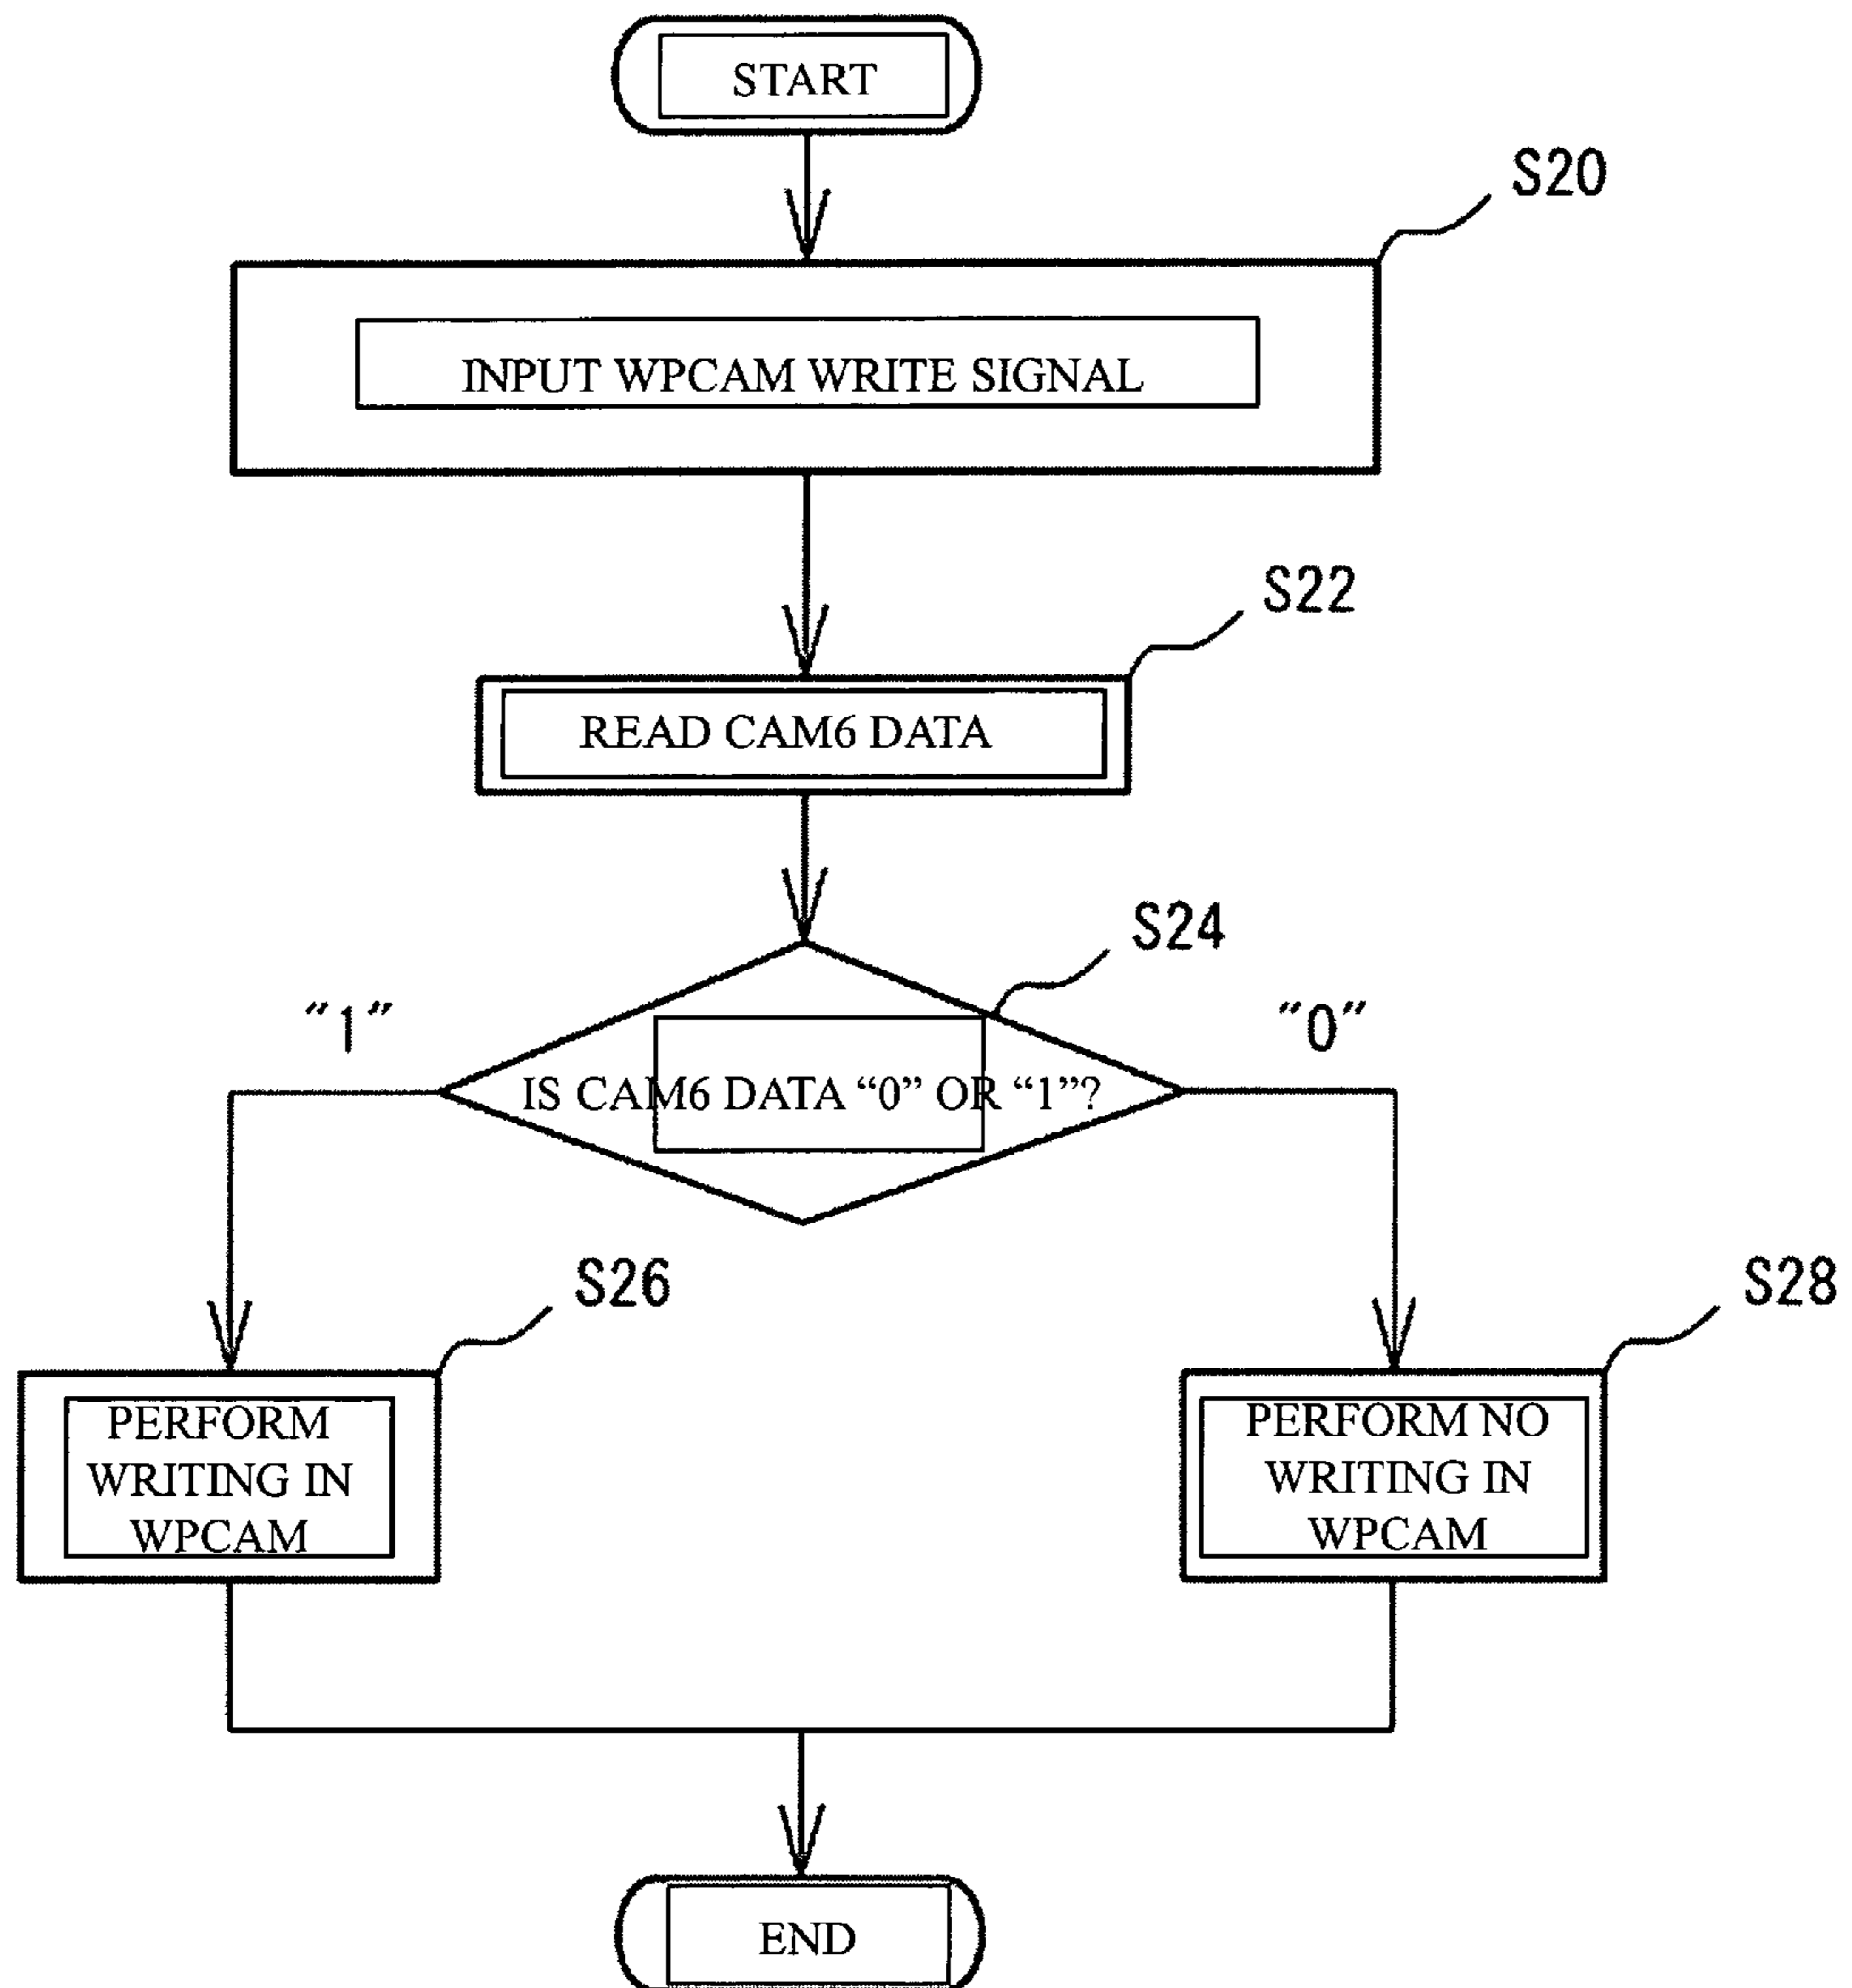 START
S20
INPUT WPCAM WRITE SIGNAL
S22
READ CAM6 DATA
S24
"1"
"0"
IS CAM6 DATA “0” OR “1”?
S26
S28
PERFORM
WRITING IN
WPCAM
PERFORM NO
WRITING IN
WPCAM
END